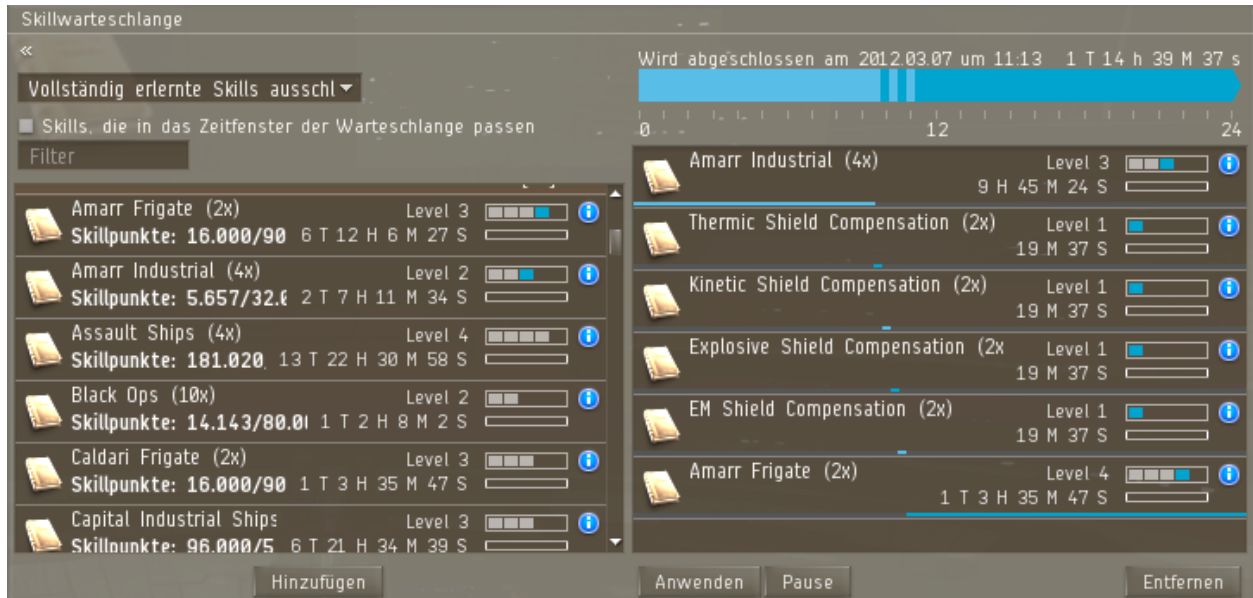 Skillwarteschlange
«
Vollständig erlernte Skills ausschl
Skills, die in das Zeitfenster der Warteschlange passen
Filter
Amarr Frigate (2x) Level 3
Skillpunkte: 16.000/90 6 T 12 H 6 M 27 S
Amarr Industrial (4x) Level 2
Skillpunkte: 5.657/32.0 2 T 7 H 11 M 34 S
Assault Ships (4x) Level 4
Skillpunkte: 181.020, 13 T 22 H 30 M 58 S
Black Ops (10x) Level 2
Skillpunkte: 14.143/80.0 1 T 2 H 8 M 2 S
Caldari Frigate (2x) Level 3
Skillpunkte: 16.000/90 1 T 3 H 35 M 47 S
Capital Industrial Ships Level 3
Skillpunkte: 96.000/5 6 T 21 H 34 M 39 S
Hinzufügen
Wird abgeschlossen am 2012.03.07 um 11:13 1 T 14 h 39 M 37 s
0 12 24
Amarr Industrial (4x) Level 3
9 H 45 M 24 S
Thermic Shield Compensation (2x) Level 1
19 M 37 S
Kinetic Shield Compensation (2x) Level 1
19 M 37 S
Explosive Shield Compensation (2x Level 1
19 M 37 S
EM Shield Compensation (2x) Level 1
19 M 37 S
Amarr Frigate (2x) Level 4
1 T 3 H 35 M 47 S
Anwenden Pause Entfernen